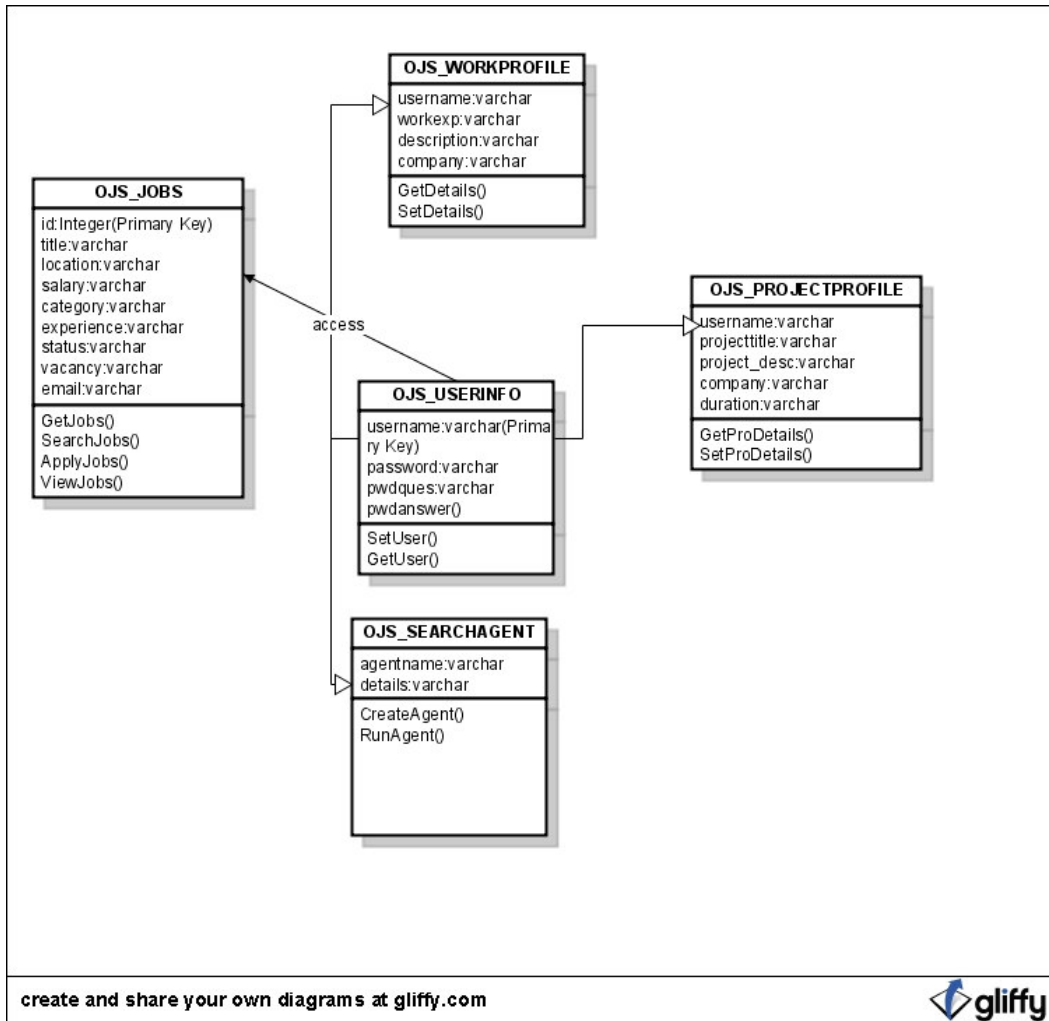 OJS_WORKPROFILE
username:varchar
workexp:varchar
description:varchar
company:varchar
GetDetails()
SetDetails()
OJS_JOBS
id:Integer(Primary Key)
title:varchar
location:varchar
salary:varchar
category:varchar
experience:varchar
status:varchar
vacancy:varchar
email:varchar
GetJobs()
SearchJobs()
ApplyJobs()
ViewJobs()
access
OJS_PROJECTPROFILE
username:varchar
projecttitle:varchar
project_desc:varchar
company:varchar
duration:varchar
GetProDetails()
SetProDetails()
OJS_USERINFO
username:varchar(Prima
ry Key)
password:varchar
pwdques:varchar
pwdanswer()
SetUser()
GetUser()
OJS_SEARCHAGENT
agentname:varchar
details:varchar
CreateAgent()
RunAgent()
create and share your own diagrams at gliffy.com
gliffy